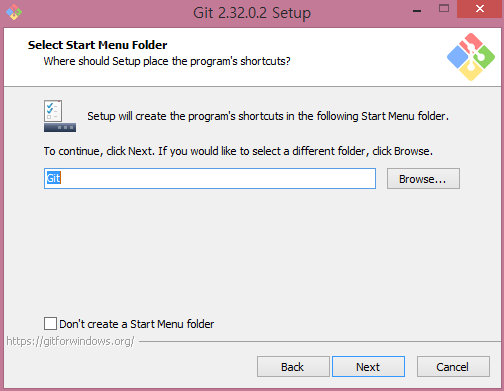 Git 2.32.0.2 Setup
Select Start Menu Folder
Where should Setup place the program's shortcuts?
Setup will create the program's shortcuts in the following Start Menu folder.
To continue, click Next. If you would like to select a different folder, click Browse.
Git
Browse...
Don't create a Start Menu folder
https://gitforwindows.org/
Back
Next
Cancel